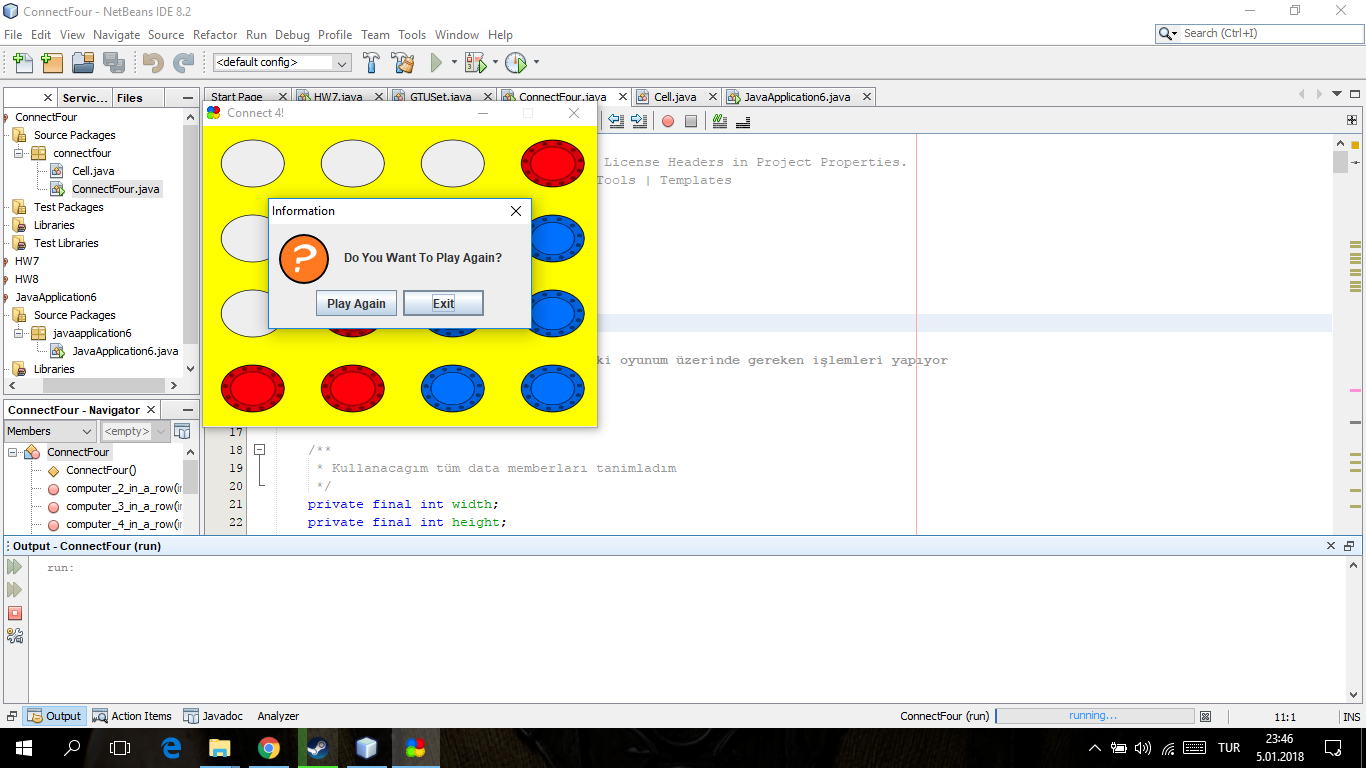 ConnectFour - NetBeans IDE 8.2
File Edit View Navigate Source Refactor Run Debug Profile Team Tools Window Help
Search (Ctrl+I)
<default config>
Servic... Files
Start Page HW7.java GTUSet.java ConnectFour.java Cell.java JavaApplication6.java
ConnectFour
Source Packages
connectfour
Cell.java
ConnectFour.java
Test Packages
Libraries
Test Libraries
HW7
HW8
JavaApplication6
Source Packages
javaapplication6
JavaApplication6.java
Libraries
Connect 4!
Information
Do You Want To Play Again?
Play Again Exit
License Headers in Project Properties.
Tools | Templates
ki oyunum üzerinde gereken işlemleri yapıyor
17
18 /**
19 * Kullanacagım tüm data memberları tanimladım
20 */
21 private final int width;
22 private final int height;
ConnectFour - Navigator
Members <empty>
ConnectFour
ConnectFour()
computer_2_in_a_row(
computer_3_in_a_row(
computer_4_in_a_row(
Output - ConnectFour (run)
run:
Output Action Items Javadoc Analyzer
ConnectFour (run) running... 11:1 INS
TUR
23:46
5.01.2018